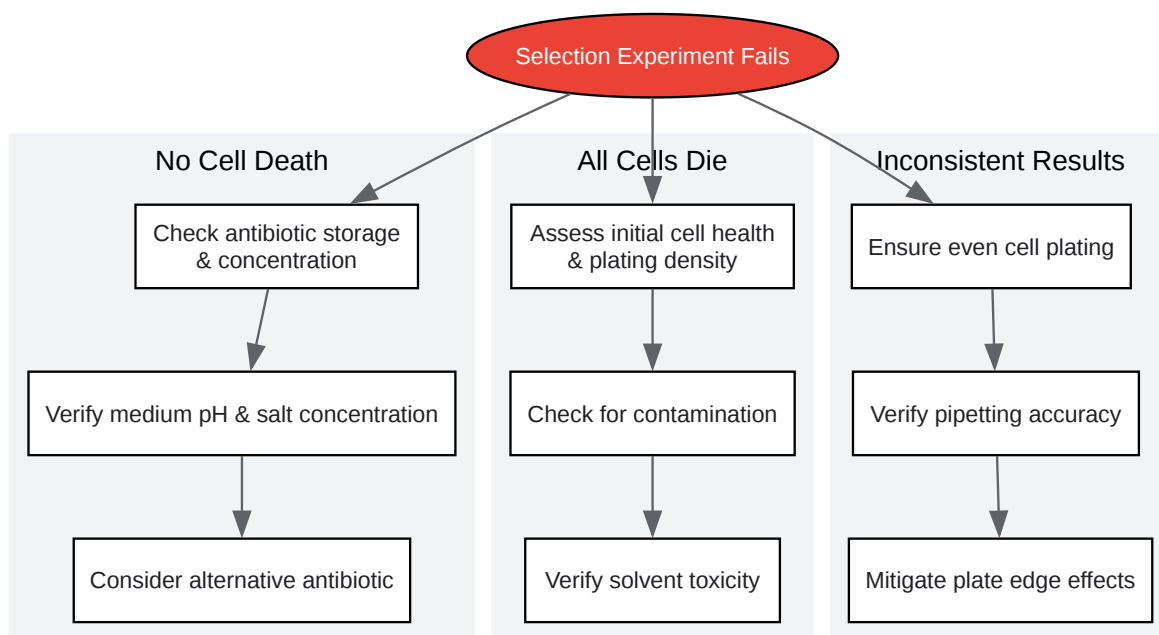 Selection Experiment Fails
No Cell Death
All Cells Die
Inconsistent Results
Check antibiotic storage
& concentration
Assess initial cell health
& plating density
Ensure even cell plating
Verify medium pH & salt concentration
Check for contamination
Verify pipetting accuracy
Consider alternative antibiotic
Verify solvent toxicity
Mitigate plate edge effects